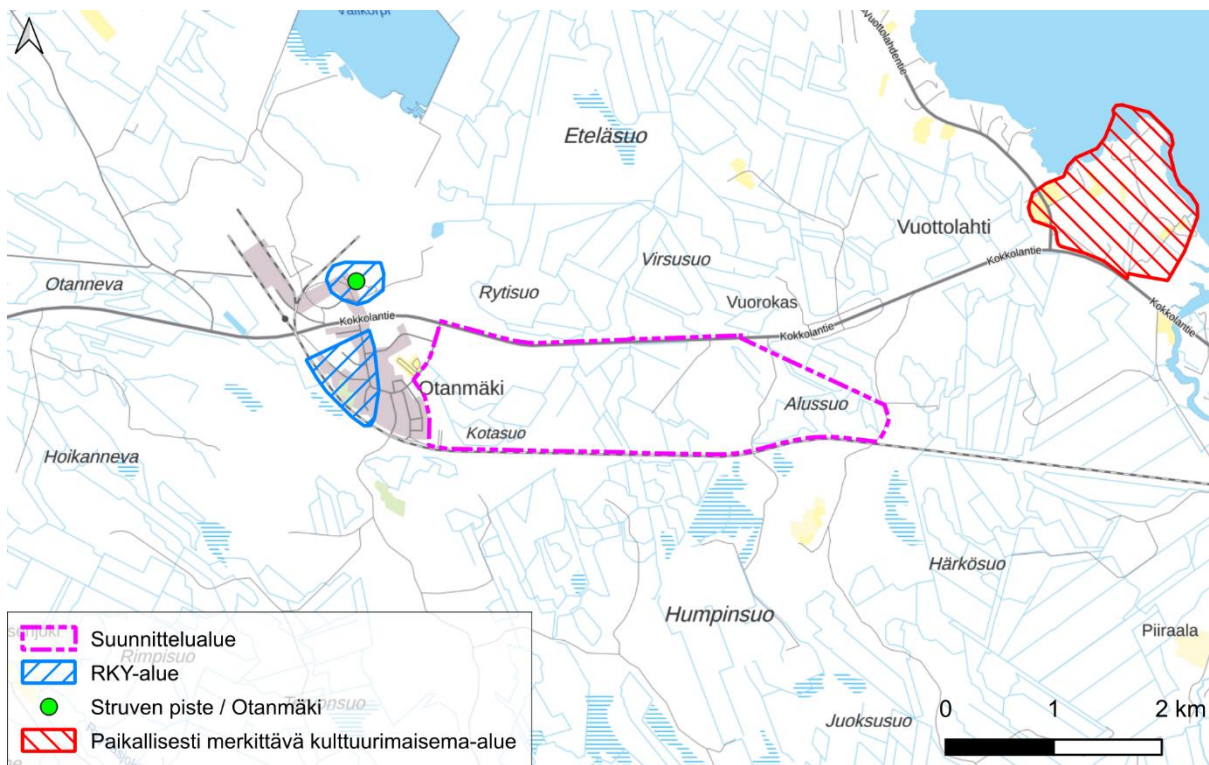 Vuottolahdentie
Eteläsuo
Vuottolahti
Virsusuo
Kokkolantie
Otanneva
Rytisuo
Vuorokas
Kokkolantie
Kokkolantie
Kokkolantie
Otanmäki
Alussuo
Kotasuo
Hoikanneva
Härkösuo
Humpinsuo
Piiraala
Suunnittelualue
Rimpisuo
RKY-alue
Struven piste / Otanmäki
Juoksusuo
0 1 2 km
Paikallisesti merkittävä kulttuurimaisema-alue